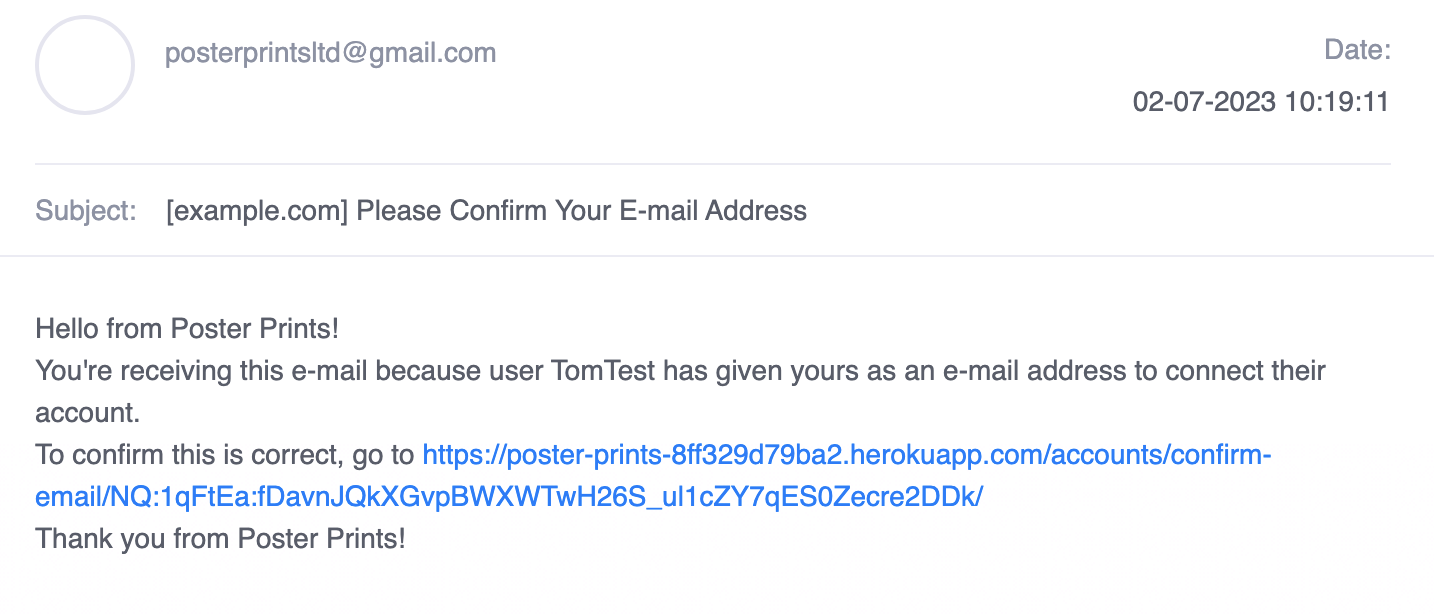 posterprintsltd@gmail.com
Date:
02-07-2023 10:19:11
Subject: [example.com] Please Confirm Your E-mail Address
Hello from Poster Prints!
You're receiving this e-mail because user TomTest has given yours as an e-mail address to connect their
account.
To confirm this is correct, go to https://poster-prints-8ff329d79ba2.herokuapp.com/accounts/confirm-
email/NQ:1qFtEa:fDavnJQkXGvpBWXWTwH26S_ul1cZY7qES0Zecre2DDk/
Thank you from Poster Prints!